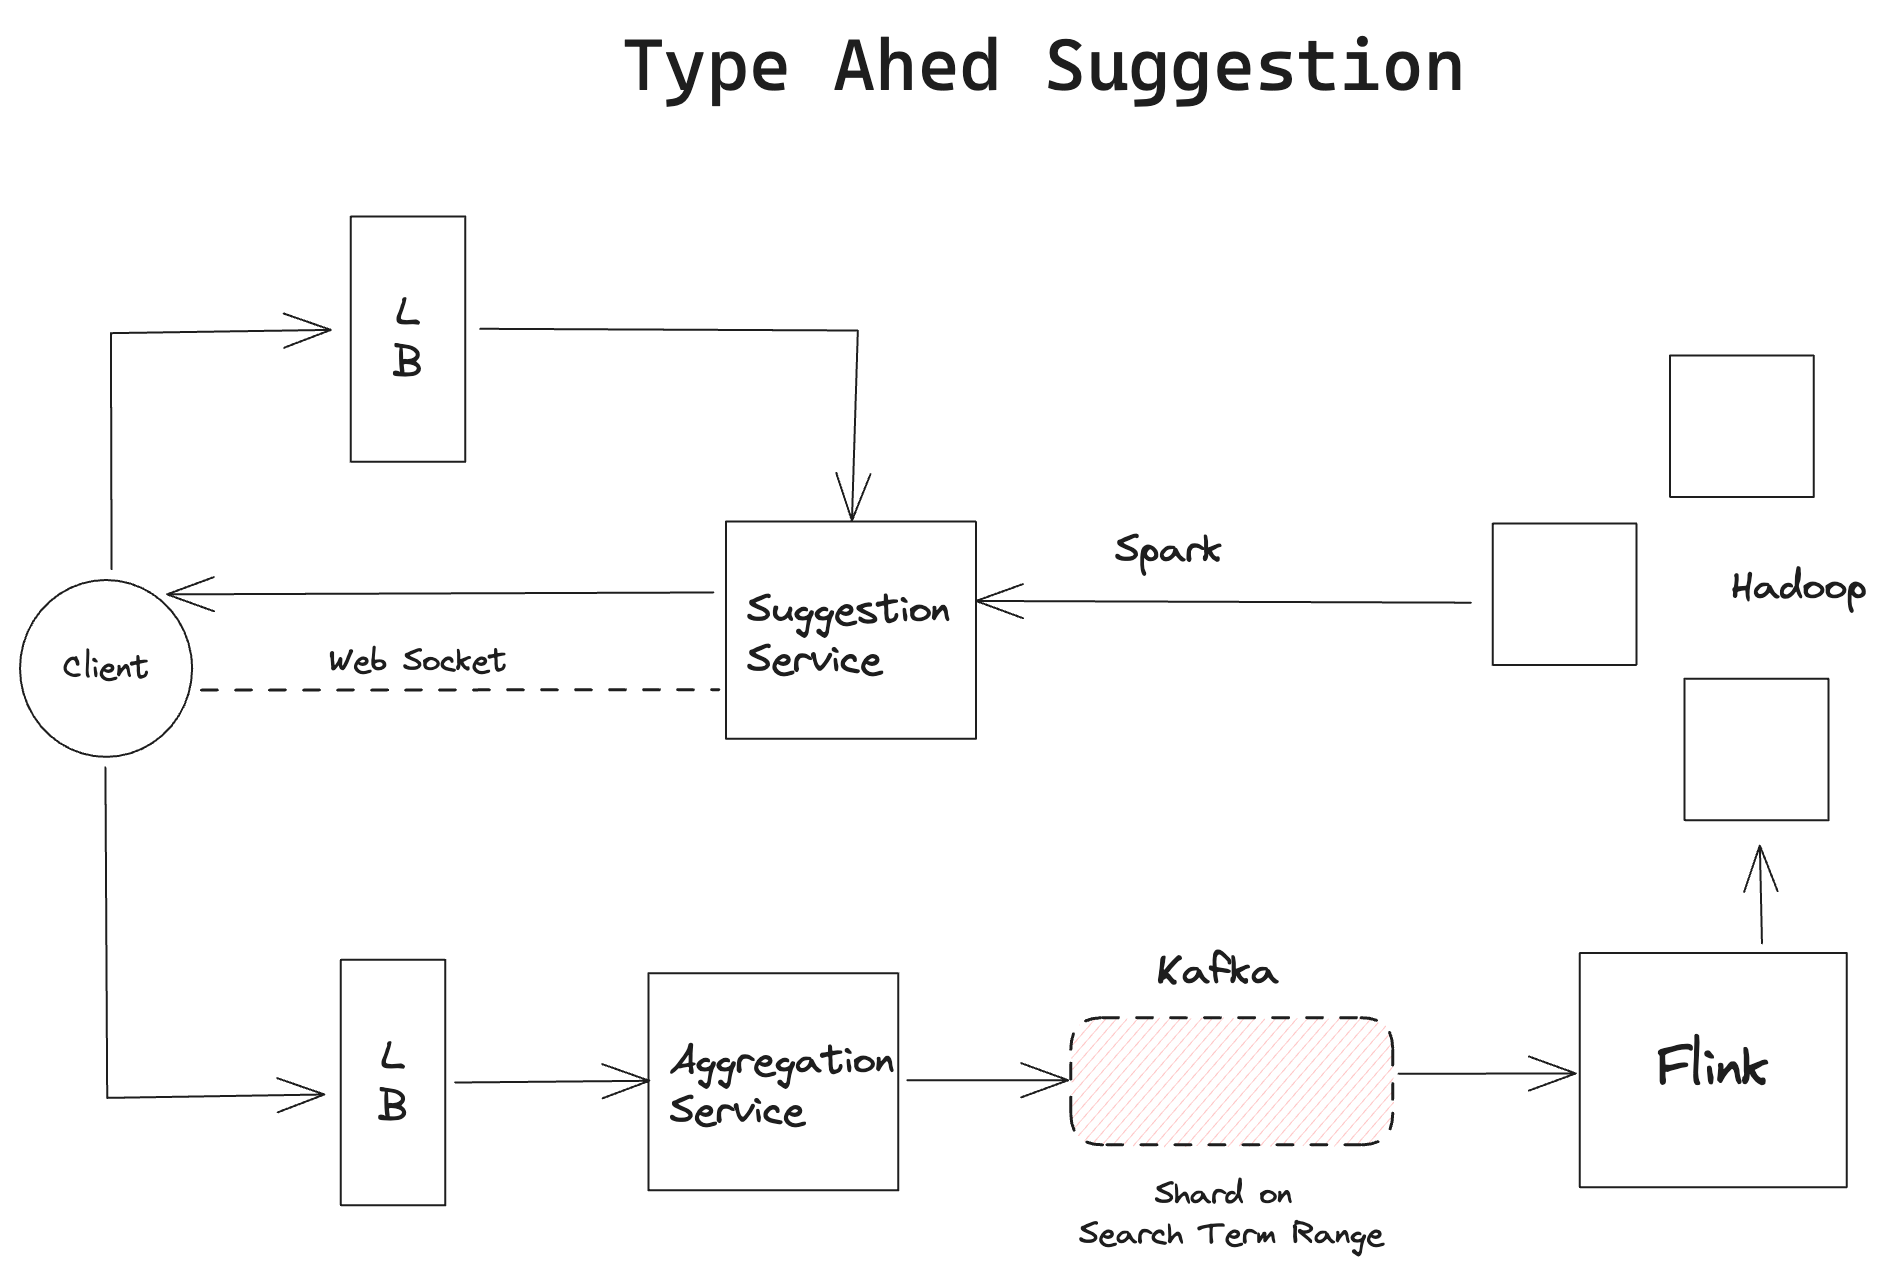 Type Ahed Suggestion
L
B
Spark
Hadoop
Suggestion
Service
Client
Web Socket
Kafka
L
B
Aggregation
Service
Flink
Shard on
Search Term Range